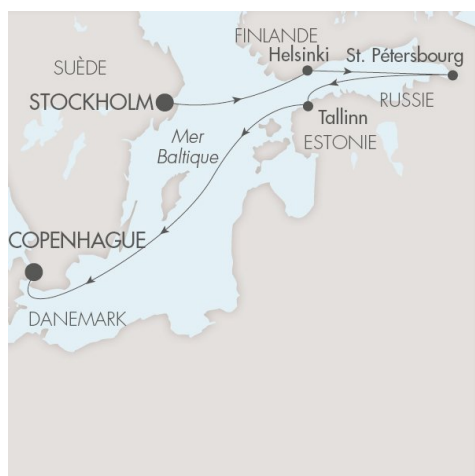 FINLANDE
Helsinki
St. Pétersbourg
SUÈDE
STOCKHOLM
RUSSIE
Tallinn
ESTONIE
Mer
Baltique
COPENHAGUE
DANEMARK